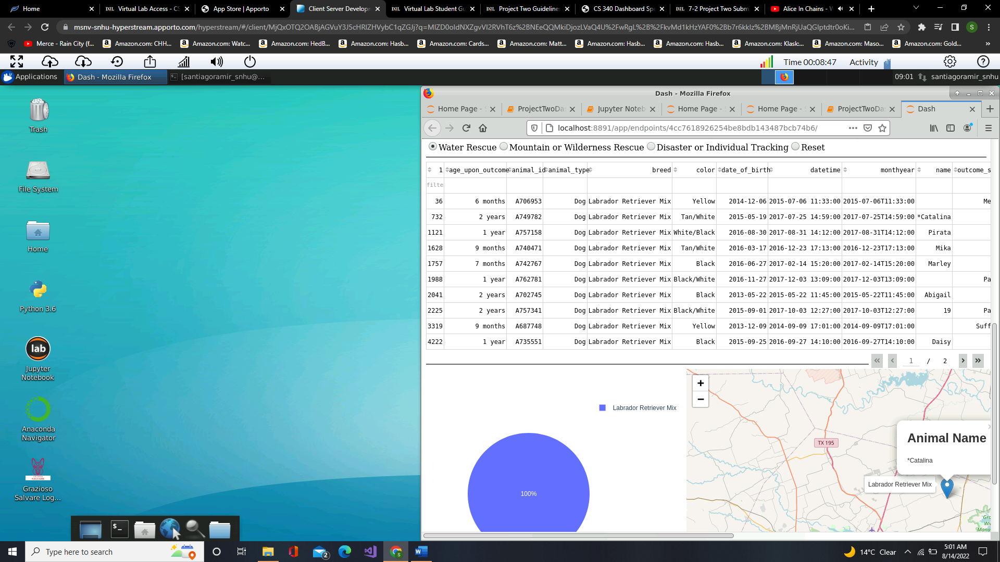 Home
Virtual Lab Access - CS
App Store | Apporto
Client Server Developm
Virtual Lab Student Gu
Project Two Guideline
CS 340 Dashboard Spe
7-2 Project Two Subm
Alice In Chains - W
msnv-snhu-hyperstream.apporto.com/hyperstream/#/client/
Merce - Rain City (f...
Amazon.com: CHH...
Amazon.com: Watc...
Amazon.com: HedB...
Amazon.com: Hasb...
Amazon.com: Cards...
Amazon.com: Matt...
Amazon.com: Hasb...
Amazon.com: Hasb...
Amazon.com: Klask:...
Amazon.com: Maso...
Amazon.com: Gold...
»
Time 00:08:47 Activity
Applications
Dash - Mozilla Firefox
[santiagoramir_snhu@...
09:01 santiagoramir_snhu
Trash
File System
Home
Python 3.6
lab
Jupyter
Notebook
Anaconda
Navigator
Grazioso
Salvare Log...
Dash - Mozilla Firefox
Home Page -
ProjectTwoDa
Jupyter Noteb
Home Page -
Home Page -
ProjectTwoDa
Dash
localhost:8891/app/endpoints/4cc7618926254be8bdb143487bcb74b6/
Water Rescue Mountain or Wilderness Rescue Disaster or Individual Tracking Reset
1 age_upon_outcome animal_id animal_type breed color date_of_birth datetime monthyear name outcome_s
filte
36 6 months A706953 Dog Labrador Retriever Mix Yellow 2014-12-06 2015-07-06 11:33:00 2015-07-06T11:33:00 Me
732 2 years A749782 Dog Labrador Retriever Mix Tan/White 2015-05-19 2017-07-25 14:59:00 2017-07-25T14:59:00 *Catalina
1121 1 year A757158 Dog Labrador Retriever Mix White/Black 2016-08-30 2017-08-31 14:12:00 2017-08-31T14:12:00 Pirata
1628 9 months A740471 Dog Labrador Retriever Mix Tan/White 2016-03-17 2016-12-23 17:13:00 2016-12-23T17:13:00 Mika
1757 7 months A742767 Dog Labrador Retriever Mix Black 2016-06-27 2017-02-14 15:20:00 2017-02-14T15:20:00 Marley
1988 1 year A762781 Dog Labrador Retriever Mix Black/White 2016-11-27 2017-12-03 13:09:00 2017-12-03T13:09:00 Pa
2041 2 years A702745 Dog Labrador Retriever Mix Black 2013-05-22 2015-05-22 11:45:00 2015-05-22T11:45:00 Abigail
2225 2 years A757341 Dog Labrador Retriever Mix Black/White 2015-09-01 2017-10-03 12:27:00 2017-10-03T12:27:00 19 Pa
3319 9 months A687748 Dog Labrador Retriever Mix Yellow 2013-12-09 2014-09-09 17:01:00 2014-09-09T17:01:00 Suff
4222 1 year A735551 Dog Labrador Retriever Mix Black 2015-09-25 2016-09-27 14:10:00 2016-09-27T14:10:00 Daisy
1 / 2
Labrador Retriever Mix
100%
+
−
TX 195
Animal Name
*Catalina
Labrador Retriever Mix
Type here to search
2
14°C Clear
5:01 AM
8/14/2022